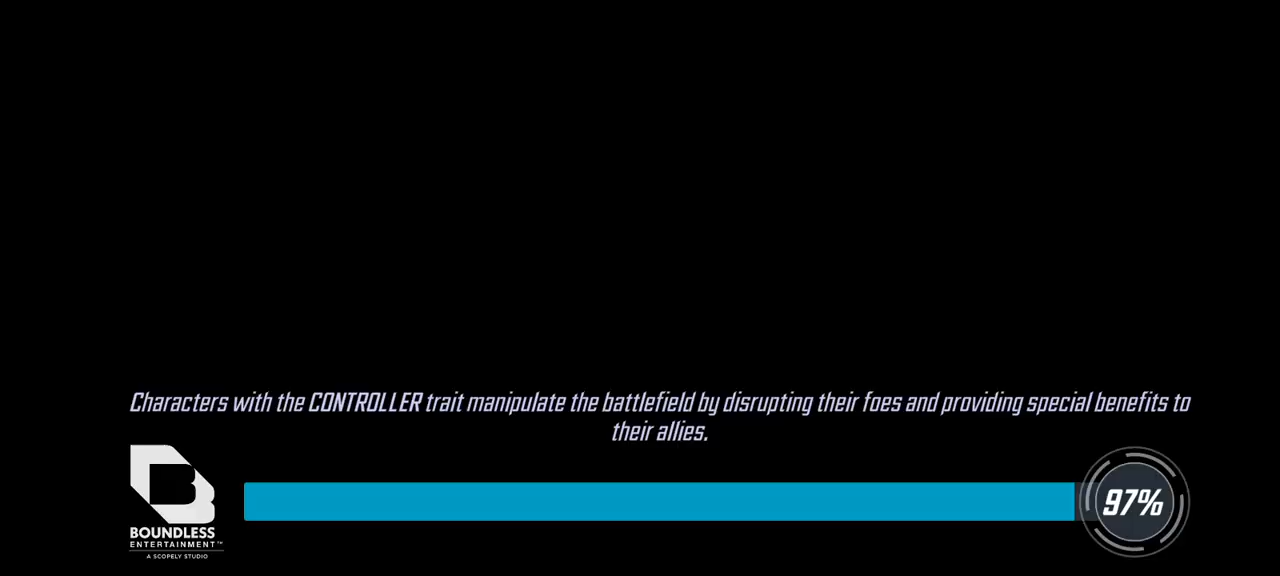 Characters with the CONTROLLER trait manipulate the battlefield by disrupting their foes and providing special benefits to
their allies.
97%
BOUNDLESS
ENTERTAINMENT™
A SCOPELY STUDIO